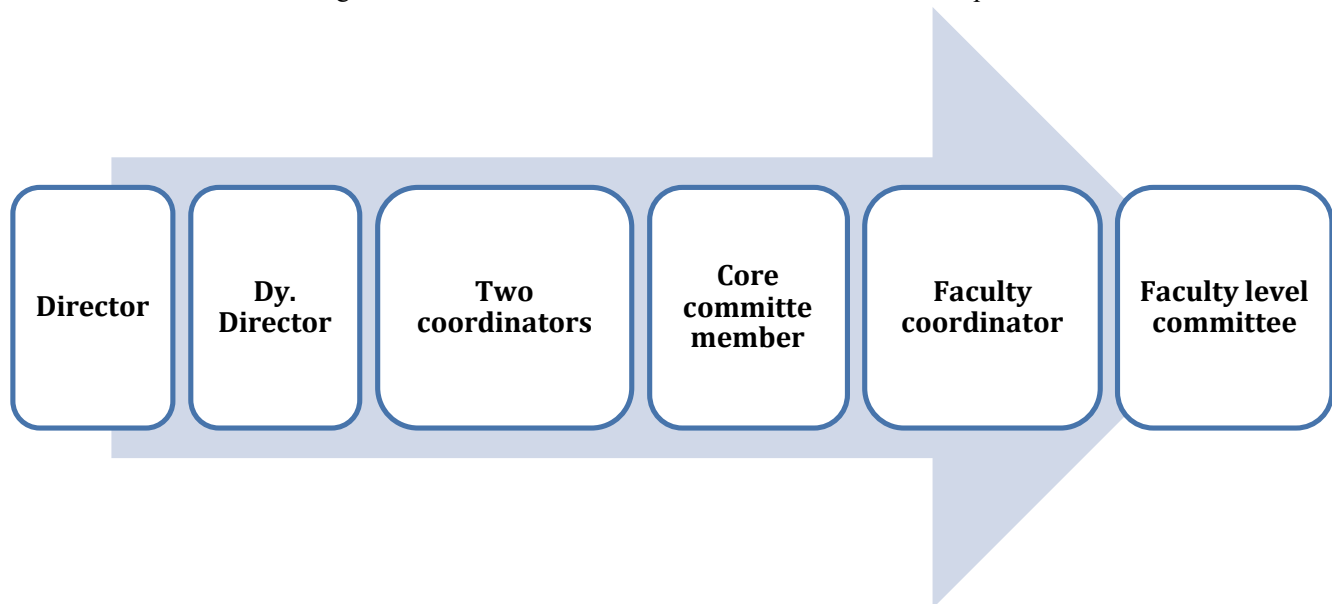 Director
Dy.
Director
Two
coordinators
Core
committe
member
Faculty
coordinator
Faculty level
committee